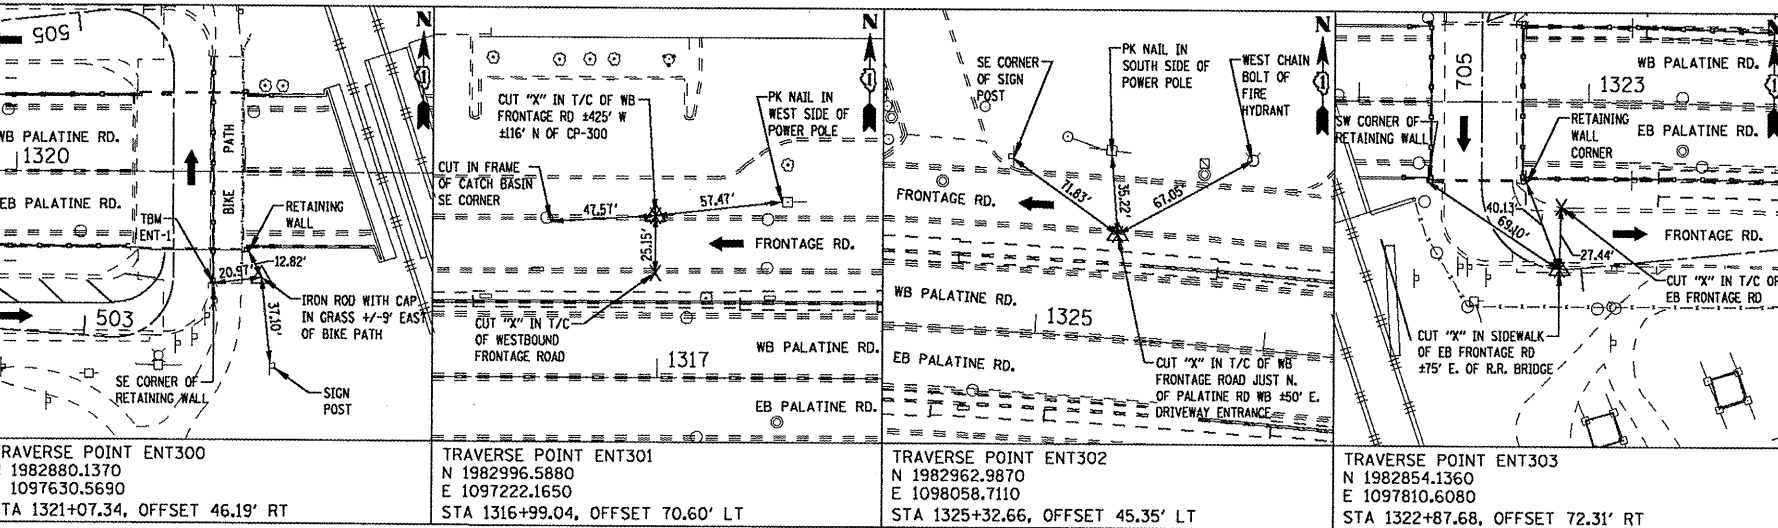 505
N
WB PALATINE RD.
1320
EB PALATINE RD.
BIKE PATH
TBM
ENT-1
RETAINING
WALL
20.97'
12.82'
37.10'
IRON ROD WITH CAP
IN GRASS +/-9' EAST
OF BIKE PATH
503
SE CORNER OF
RETAINING WALL
SIGN
POST
TRAVERSE POINT ENT300
1982880.1370
1097630.5690
STA 1321+07.34, OFFSET 46.19' RT
N
CUT "X" IN T/C OF WB
FRONTAGE RD ±425' W
±116' N OF CP-300
PK NAIL IN
WEST SIDE OF
POWER POLE
CUT IN FRAME
OF CATCH BASIN
SE CORNER
47.57'
57.47'
25.15'
FRONTAGE RD.
CUT "X" IN T/C
OF WESTBOUND
FRONTAGE ROAD
WB PALATINE RD.
1317
EB PALATINE RD.
TRAVERSE POINT ENT301
N 1982996.5880
E 1097222.1650
STA 1316+99.04, OFFSET 70.60' LT
N
SE CORNER
OF SIGN
POST
PK NAIL IN
SOUTH SIDE OF
POWER POLE
WEST CHAIN
BOLT OF
FIRE
HYDRANT
71.83'
35.22'
67.05'
FRONTAGE RD.
WB PALATINE RD.
1325
EB PALATINE RD.
CUT "X" IN T/C OF WB
FRONTAGE ROAD JUST N.
OF PALATINE RD WB ±50' E.
DRIVEWAY ENTRANCE
TRAVERSE POINT ENT302
N 1982962.9870
E 1098058.7110
STA 1325+32.66, OFFSET 45.35' LT
N
705
WB PALATINE RD.
1323
SW CORNER OF
RETAINING WALL
RETAINING
WALL
CORNER
EB PALATINE RD.
40.13'
69.10'
27.44'
FRONTAGE RD.
CUT "X" IN T/C OF
EB FRONTAGE RD
CUT "X" IN SIDEWALK
OF EB FRONTAGE RD
±75' E. OF R.R. BRIDGE
TRAVERSE POINT ENT303
N 1982854.1360
E 1097810.6080
STA 1322+87.68, OFFSET 72.31' RT